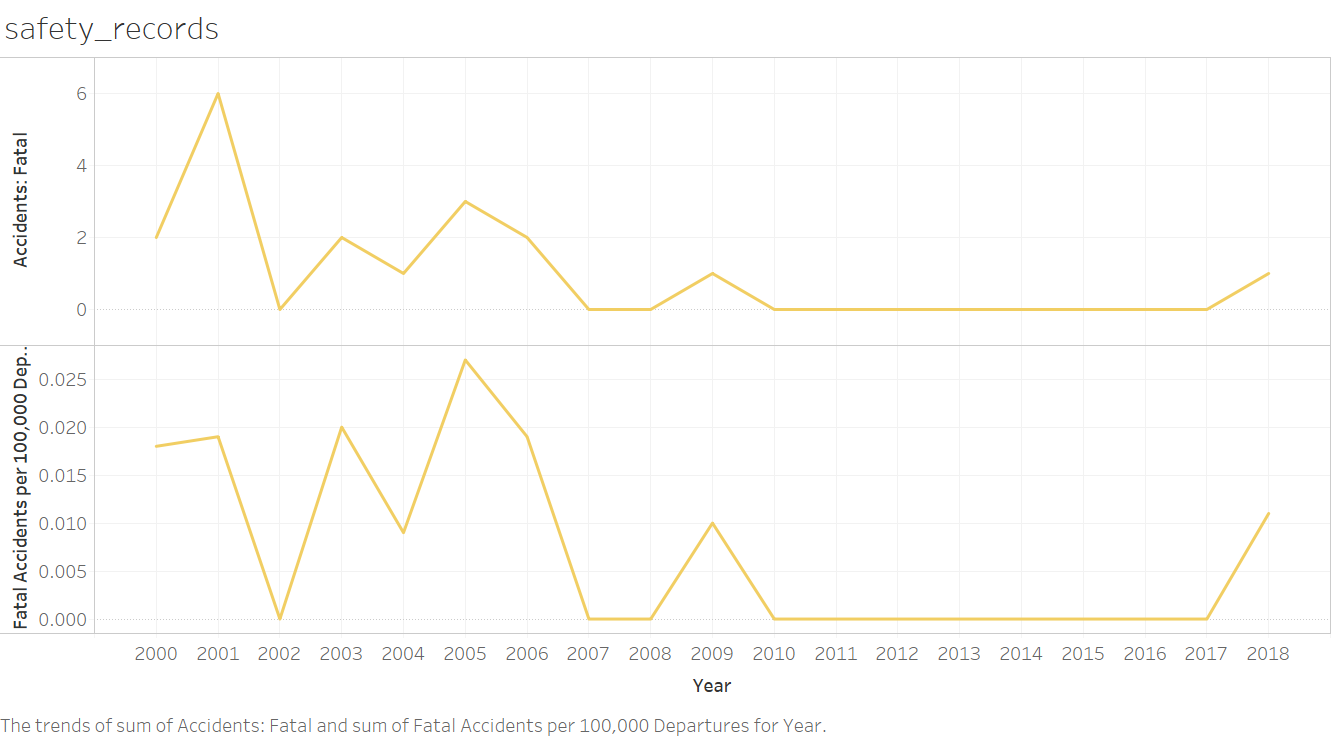 safety_records
Accidents: Fatal
6
4
2
0
Fatal Accidents per 100,000 Dep..
0.025
0.020
0.015
0.010
0.005
0.000
2000 2001 2002 2003 2004 2005 2006 2007 2008 2009 2010 2011 2012 2013 2014 2015 2016 2017 2018
Year
The trends of sum of Accidents: Fatal and sum of Fatal Accidents per 100,000 Departures for Year.